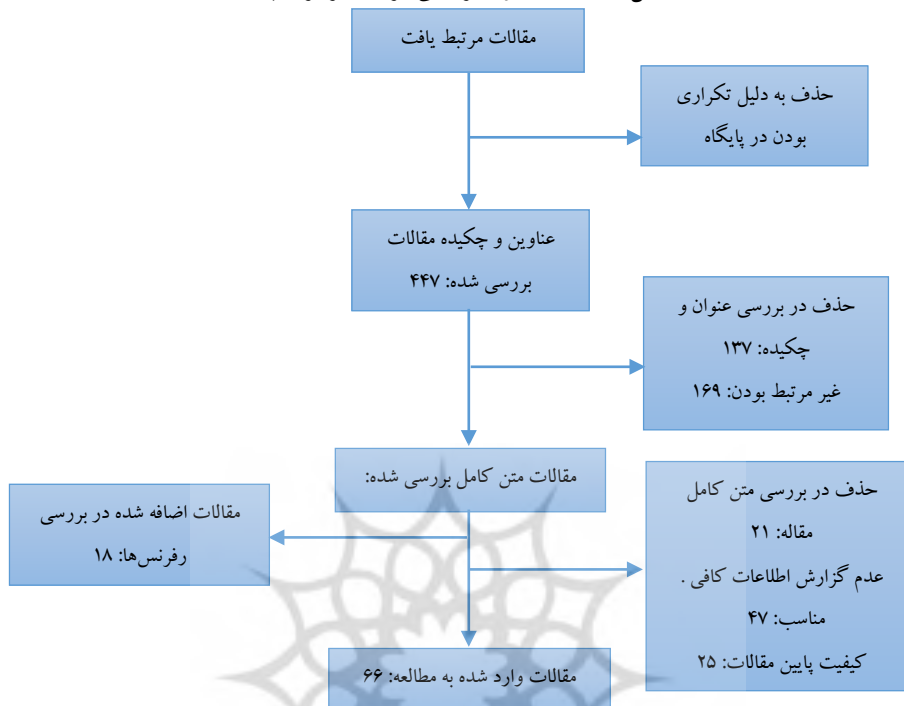 مقالات مرتبط یافت
حذف به دلیل تکراری
بودن در پایگاه
عناوین و چکیده مقالات
بررسی شده: ۴۴۷
حذف در بررسی عنوان و
چکیده: ۱۳۷
غیر مرتبط بودن: ۱۶۹
مقالات متن کامل بررسی شده:
مقالات اضافه شده در بررسی
رفرنس‌ها: ۱۸
حذف در بررسی متن کامل
مقاله: ۲۱
عدم گزارش اطلاعات کافی .
مناسب: ۴۷
کیفیت پایین مقالات: ۲۵
مقالات وارد شده به مطالعه: ۶۶